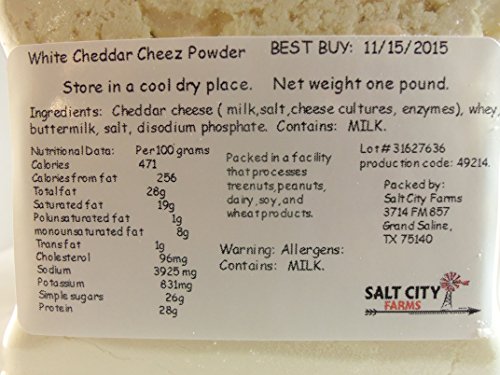 White Cheddar Cheez Powder BEST BUY: 11/15/2015
Store in a cool dry place. Net weight one pound.
Ingredients: Cheddar cheese ( milk,salt,cheese cultures, enzymes), whey,
buttermilk, salt, disodium phosphate. Contains: MILK.
Nutritional Data: Per 100 grams
Calories 471
Calories from fat 256
Total fat 28g
Saturated fat 19g
Polunsaturated fat 1g
monounsaturated fat 8g
Trans fat 1g
Cholesterol 96mg
Sodium 3925 mg
Potassium 831mg
Simple sugars 26g
Protein 28g
Packed in a facility
that processes
treenuts,peanuts,
dairy, soy, and
wheat products.
Warning: Allergens:
Contains: MILK.
Lot# 31627636
production code: 49214.
Packed by:
Salt City Farms
3714 FM 857
Grand Saline,
TX 75140
SALT CITY
FARMS